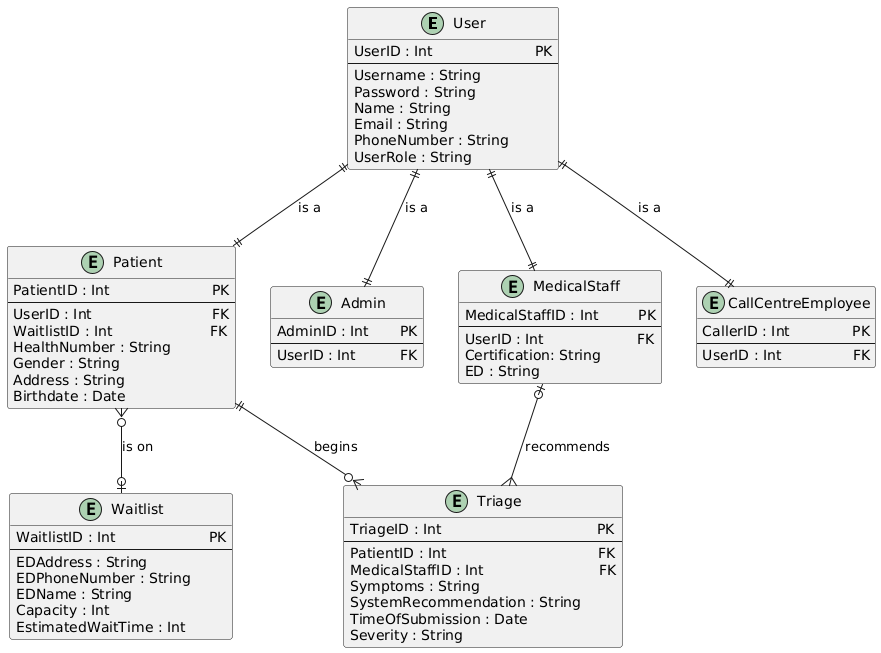 E User
UserID : Int PK
Username : String
Password : String
Name : String
Email : String
PhoneNumber : String
UserRole : String
is a
is a
is a
is a
E Patient
PatientID : Int PK
UserID : Int FK
WaitlistID : Int FK
HealthNumber : String
Gender : String
Address : String
Birthdate : Date
E Admin
AdminID : Int PK
UserID : Int FK
E MedicalStaff
MedicalStaffID : Int PK
UserID : Int FK
Certification: String
ED : String
E CallCentreEmployee
CallerID : Int PK
UserID : Int FK
is on
begins
recommends
E Waitlist
WaitlistID : Int PK
EDAddress : String
EDPhoneNumber : String
EDName : String
Capacity : Int
EstimatedWaitTime : Int
E Triage
TriageID : Int PK
PatientID : Int FK
MedicalStaffID : Int FK
Symptoms : String
SystemRecommendation : String
TimeOfSubmission : Date
Severity : String